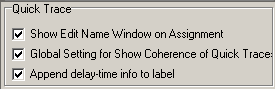 Quick Trace
Show Edit Name Window on Assignment
Global Setting for Show Coherence of Quick Trace:
Append delay-time info to label